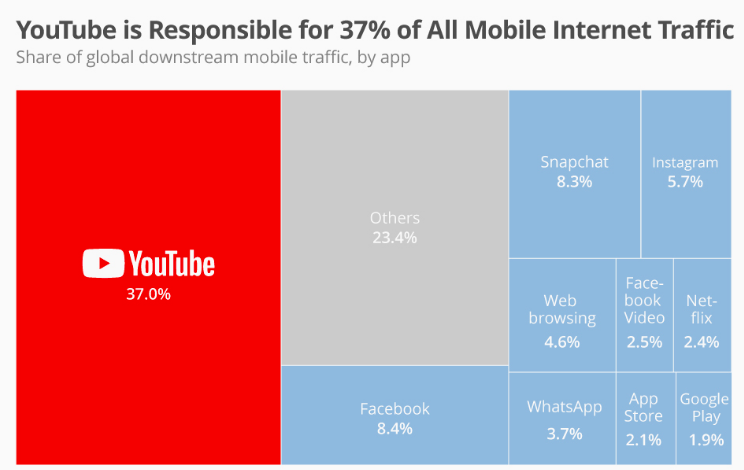 YouTube is Responsible for 37% of All Mobile Internet Traffic
Share of global downstream mobile traffic, by app
YouTube
37.0%
Others
23.4%
Facebook
8.4%
Snapchat
8.3%
Instagram
5.7%
Web
browsing
4.6%
Face-
book
Video
2.5%
Net-
flix
2.4%
WhatsApp
3.7%
App
Store
2.1%
Google
Play
1.9%